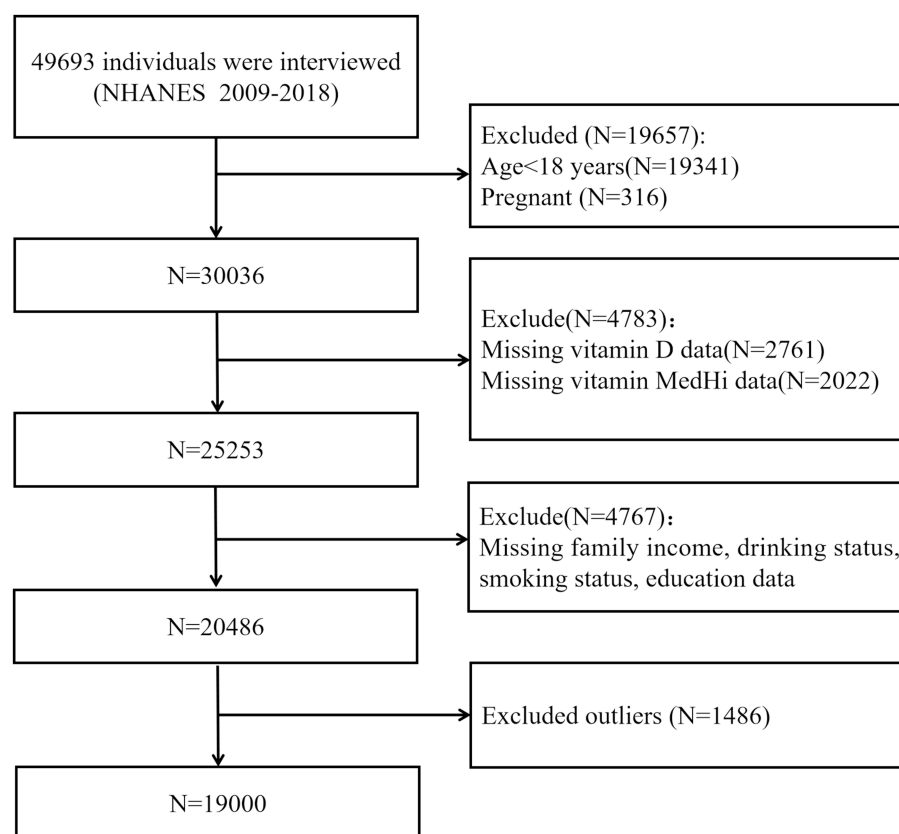 49693 individuals were interviewed
(NHANES  2009-2018)
Excluded (N=19657):
Age<18 years(N=19341)
Pregnant (N=316)
N=30036
Exclude(N=4783)：
Missing vitamin D data(N=2761)
Missing vitamin MedHi data(N=2022)
N=25253
Exclude(N=4767)：
Missing family income, drinking status,
smoking status, education data
N=20486
Excluded outliers (N=1486)
N=19000